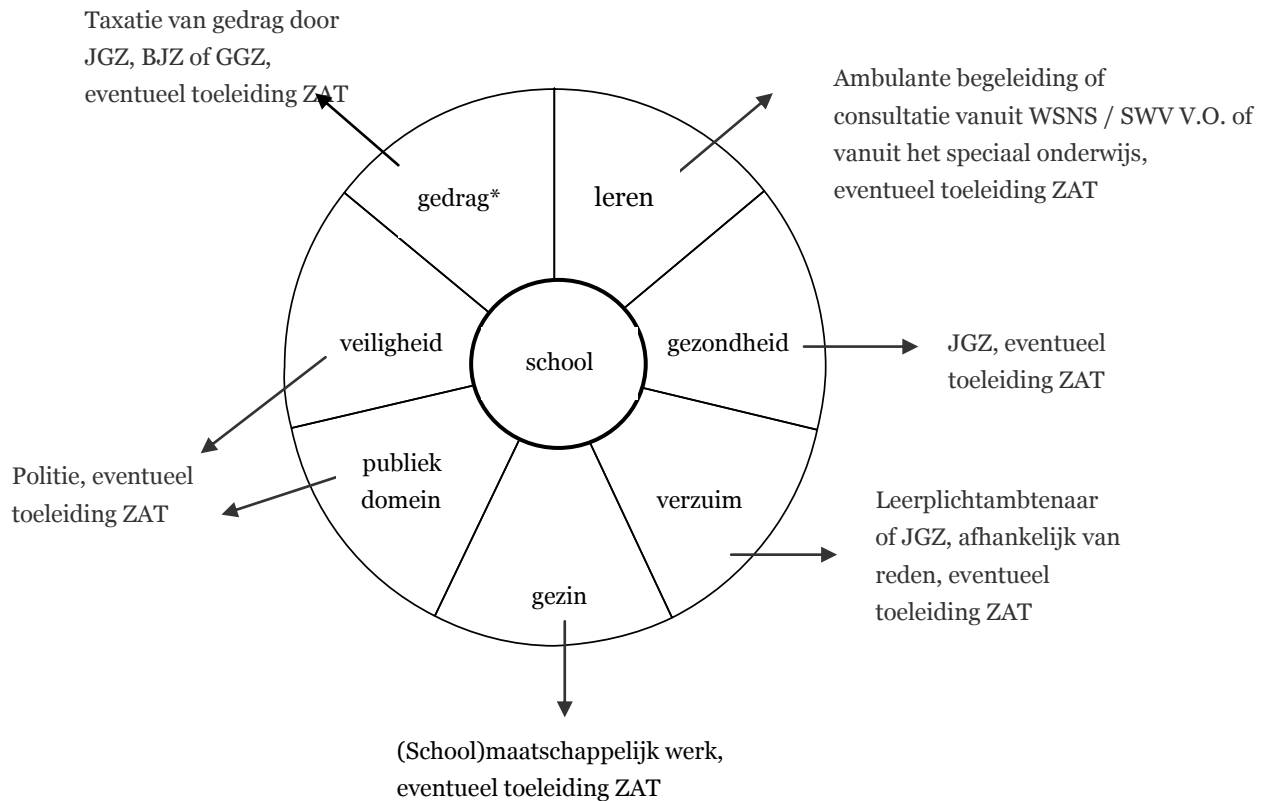 Taxatie van gedrag door
JGZ, BJZ of GGZ,
eventueel toeleiding ZAT
Ambulante begeleiding of
consultatie vanuit WSNS / SWV V.O. of
vanuit het speciaal onderwijs,
eventueel toeleiding ZAT
gedrag*
leren
veiligheid
school
gezondheid
JGZ, eventueel
toeleiding ZAT
Politie, eventueel
toeleiding ZAT
publiek
domein
verzuim
Leerplichtambtenaar
of JGZ, afhankelijk van
reden, eventueel
toeleiding ZAT
gezin
(School)maatschappelijk werk,
eventueel toeleiding ZAT